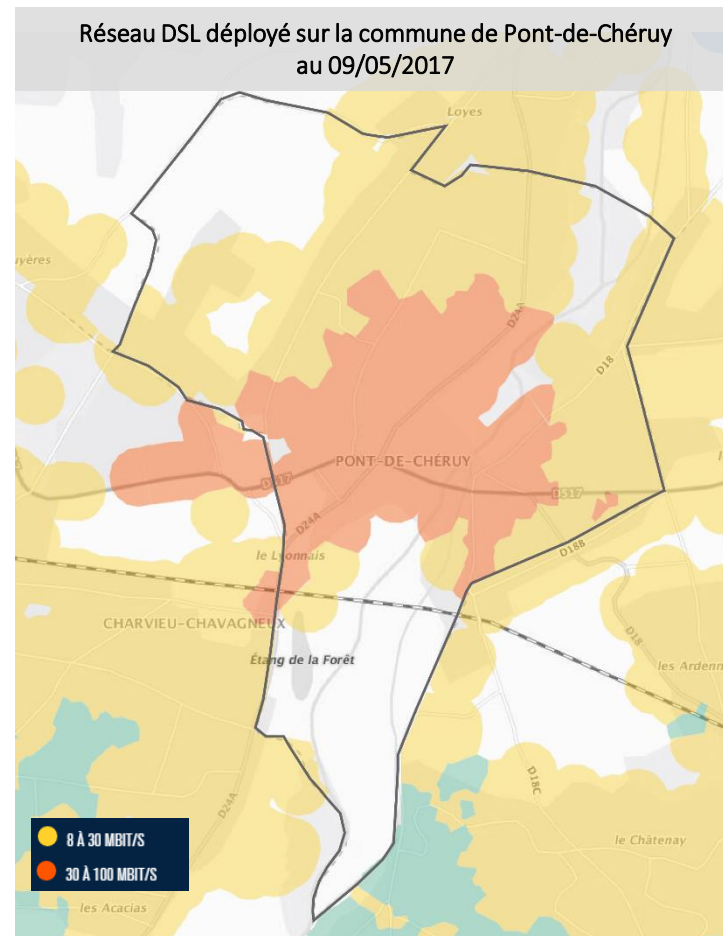 Réseau DSL déployé sur la commune de Pont-de-Chéruy
au 09/05/2017
Loyes
D24A
D18
PONT-DE-CHÉRUY
D517
D517
D24A
le Lyonnais
D18B
CHARVIEU-CHAVAGNEUX
D18
Étang de la Forêt
les Ardenn
D18C
D24A
8 À 30 MBIT/S
le Châtenay
30 À 100 MBIT/S
les Acacias